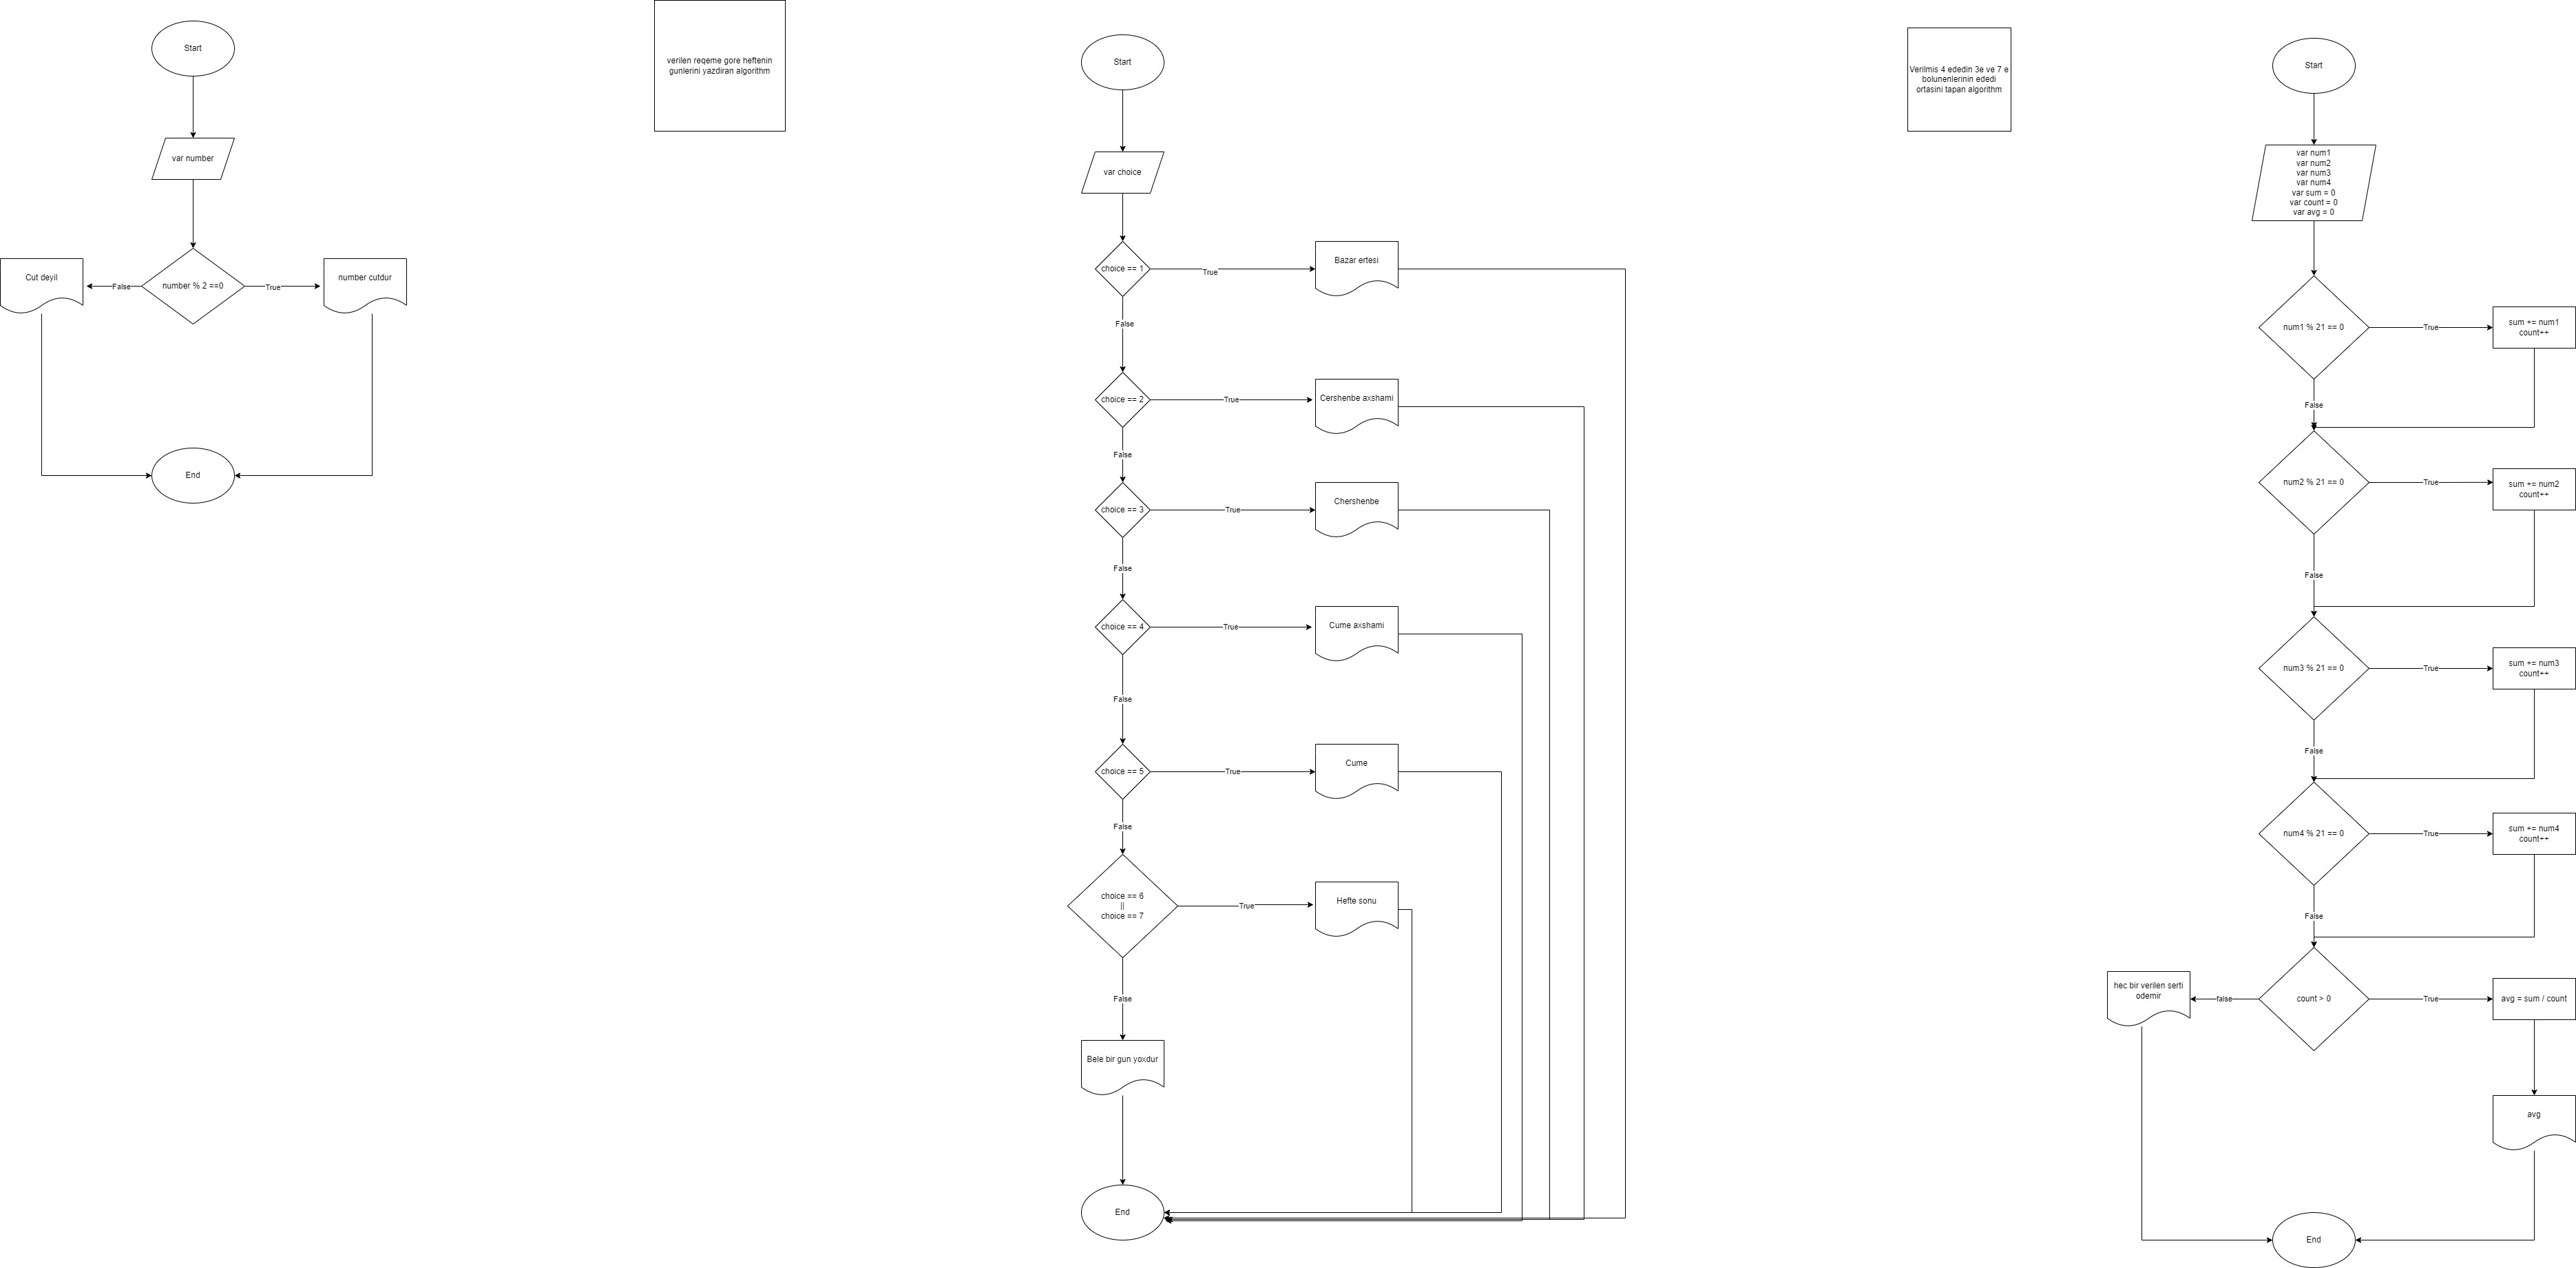 Start
var number
number % 2 ==0
False
True
Cut deyil
number cutdur
End
verilen reqeme gore heftenin
gunlerini yazdiran algorithm
Start
var choice
choice == 1
True
Bazar ertesi
False
choice == 2
True
Cershenbe axshami
False
choice == 3
True
Chershenbe
False
choice == 4
True
Cume axshami
False
choice == 5
True
Cume
False
choice == 6
||
choice == 7
True
Hefte sonu
False
Bele bir gun yoxdur
End
Verilmis 4 ededin 3e ve 7 e
bolunenlerinin ededi
ortasini tapan algorithm
Start
var num1
var num2
var num3
var num4
var sum = 0
var count = 0
var avg = 0
num1 % 21 == 0
True
sum += num1
count++
False
num2 % 21 == 0
True
sum += num2
count++
False
num3 % 21 == 0
True
sum += num3
count++
False
num4 % 21 == 0
True
sum += num4
count++
False
hec bir verilen serti
odemir
false
count > 0
True
avg = sum / count
avg
End